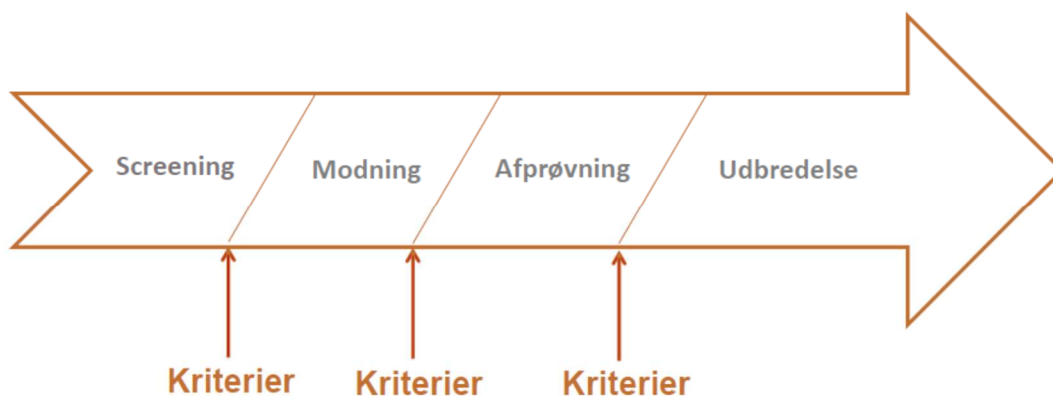 Screening
Modning
Afprøvning
Udbredelse
Kriterier
Kriterier
Kriterier